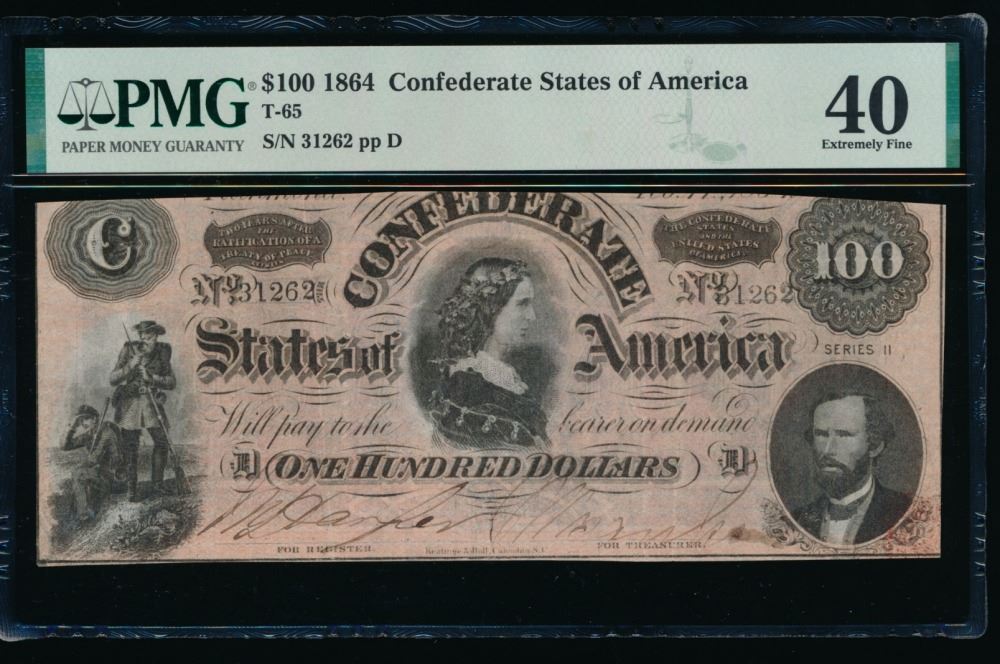 PMG®
PAPER MONEY GUARANTY
$100 1864 Confederate States of America
T-65
S/N 31262 pp D
40
Extremely Fine
C
TWO YEARS AFTER
THE
RATIFICATION OF A
TREATY OF PEACE
BETWEEN
THE CONFEDERATE
STATES
AND THE
UNITED STATES
OF AMERICA.
100
CONFEDERATE
No 31262
No 31262
States of America
SERIES II
Will pay to the bearer on demand
D ONE HUNDRED DOLLARS D
FOR REGISTER.
Keatinge & Ball, Columbia S.C.
FOR TREASURER.